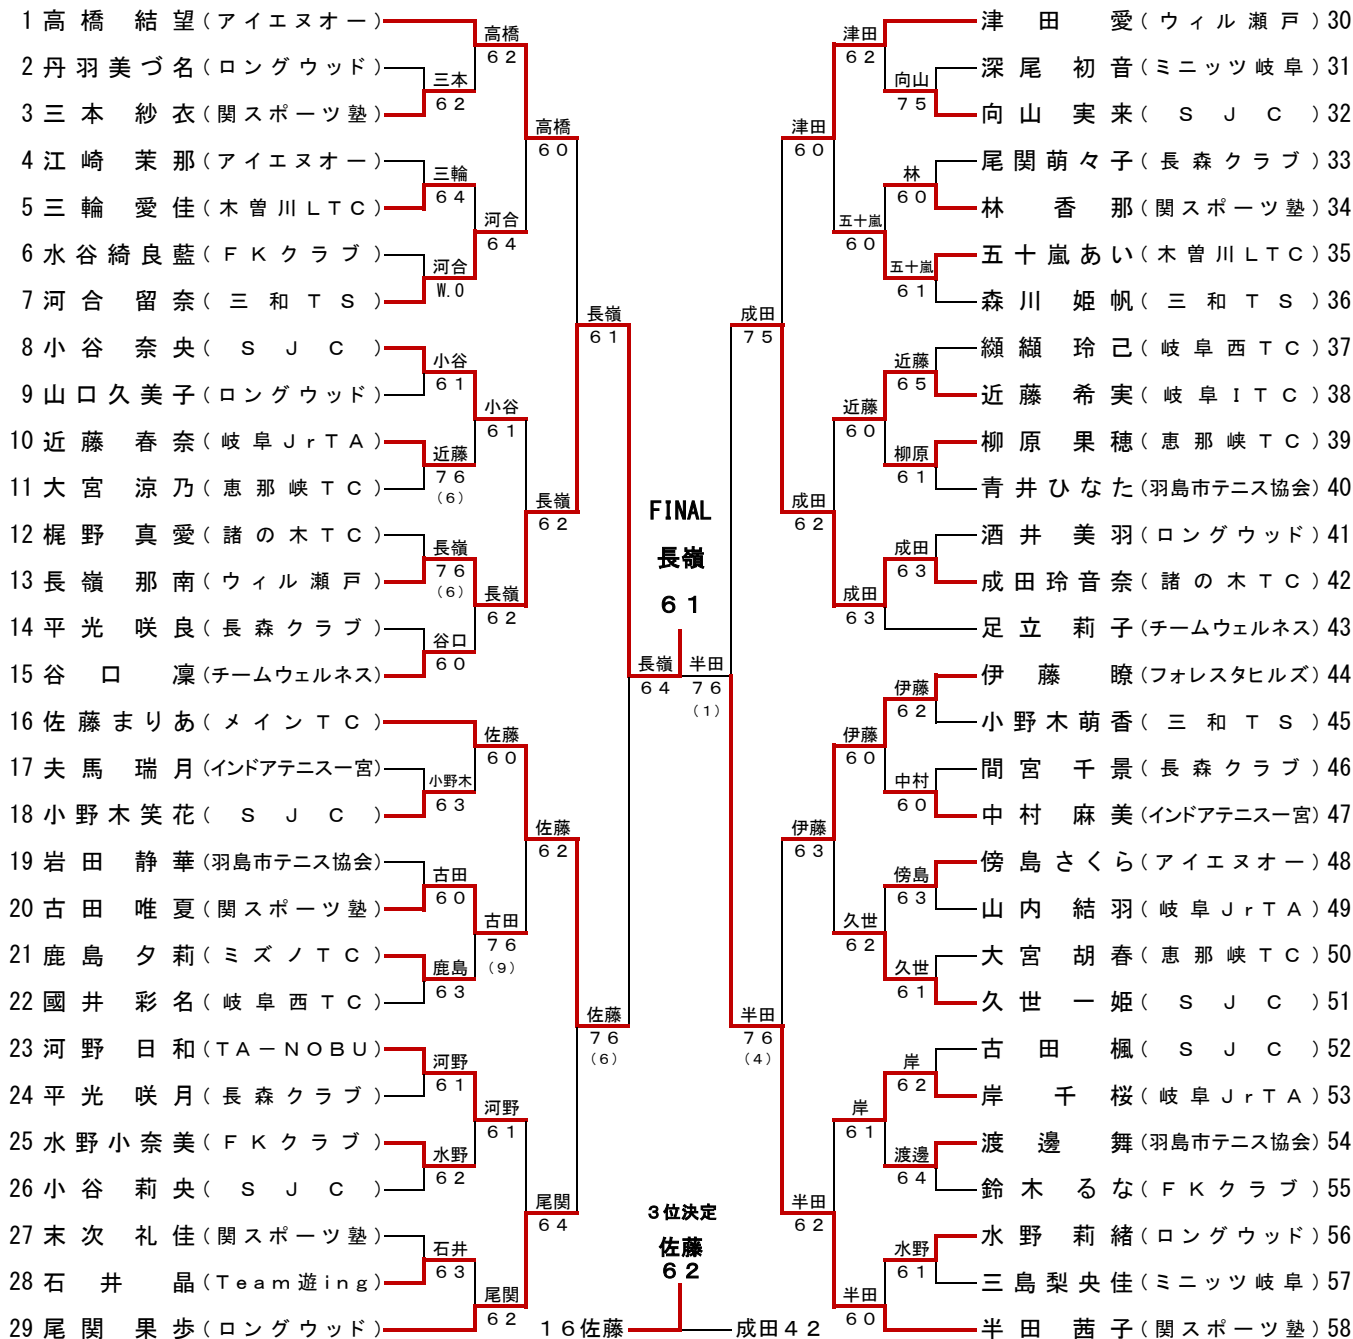 1 高橋 結望 (アイエヌオー)
2 丹羽美づ名 (ロングウッド)
3 三本 紗衣 (関スポーツ塾)
4 江崎 茉那 (アイエヌオー)
5 三輪 愛佳 (木曽川LTC)
6 水谷綺良藍 (FKクラブ)
7 河合 留奈 (三和TS)
8 小谷 奈央 (SJC)
9 山口久美子 (ロングウッド)
10 近藤 春奈 (岐阜JrTA)
11 大宮 涼乃 (恵那峡TC)
12 梶野 真愛 (諸の木TC)
13 長嶺 那南 (ウィル瀬戸)
14 平光 咲良 (長森クラブ)
15 谷口 凜 (チームウェルネス)
16 佐藤まりあ (メインTC)
17 夫馬 瑞月 (インドアテニス一宮)
18 小野木笑花 (SJC)
19 岩田 静華 (羽島市テニス協会)
20 古田 唯夏 (関スポーツ塾)
21 鹿島 夕莉 (ミズノTC)
22 國井 彩名 (岐阜西TC)
23 河野 日和 (TA-NOBU)
24 平光 咲月 (長森クラブ)
25 水野小奈美 (FKクラブ)
26 小谷 莉央 (SJC)
27 末次 礼佳 (関スポーツ塾)
28 石井 晶 (Team遊ing)
29 尾関 果歩 (ロングウッド)
三本
62
三輪
64
河合
W.0
小谷
61
近藤
76
(6)
長嶺
76
(6)
谷口
60
小野木
63
古田
60
鹿島
63
河野
61
水野
62
石井
63
高橋
62
河合
64
小谷
61
長嶺
62
佐藤
60
古田
76
(9)
河野
61
尾関
62
高橋
60
長嶺
62
佐藤
62
尾関
64
長嶺
61
佐藤
76
(6)
長嶺
64
FINAL
長嶺
61
半田
76
(1)
3位決定
佐藤
62
16佐藤
成田42
成田
75
半田
76
(4)
津田
60
成田
62
伊藤
63
半田
62
津田
62
五十嵐
60
近藤
60
成田
63
伊藤
60
久世
62
岸
61
半田
60
向山
75
林
60
五十嵐
61
近藤
65
柳原
61
成田
63
伊藤
62
中村
60
傍島
63
久世
61
岸
62
渡邊
64
水野
61
津田 愛 (ウィル瀬戸) 30
深尾 初音 (ミニッツ岐阜) 31
向山 実来 (SJC) 32
尾関萌々子 (長森クラブ) 33
林 香那 (関スポーツ塾) 34
五十嵐あい (木曽川LTC) 35
森川 姫帆 (三和TS) 36
纐纈 玲己 (岐阜西TC) 37
近藤 希実 (岐阜ITC) 38
柳原 果穂 (恵那峡TC) 39
青井ひなた (羽島市テニス協会) 40
酒井 美羽 (ロングウッド) 41
成田玲音奈 (諸の木TC) 42
足立 莉子 (チームウェルネス) 43
伊藤 瞭 (フォレスタヒルズ) 44
小野木萌香 (三和TS) 45
間宮 千景 (長森クラブ) 46
中村 麻美 (インドアテニス一宮) 47
傍島さくら (アイエヌオー) 48
山内 結羽 (岐阜JrTA) 49
大宮 胡春 (恵那峡TC) 50
久世 一姫 (SJC) 51
古田 楓 (SJC) 52
岸 千桜 (岐阜JrTA) 53
渡邊 舞 (羽島市テニス協会) 54
鈴木 るな (FKクラブ) 55
水野 莉緒 (ロングウッド) 56
三島梨央佳 (ミニッツ岐阜) 57
半田 茜子 (関スポーツ塾) 58